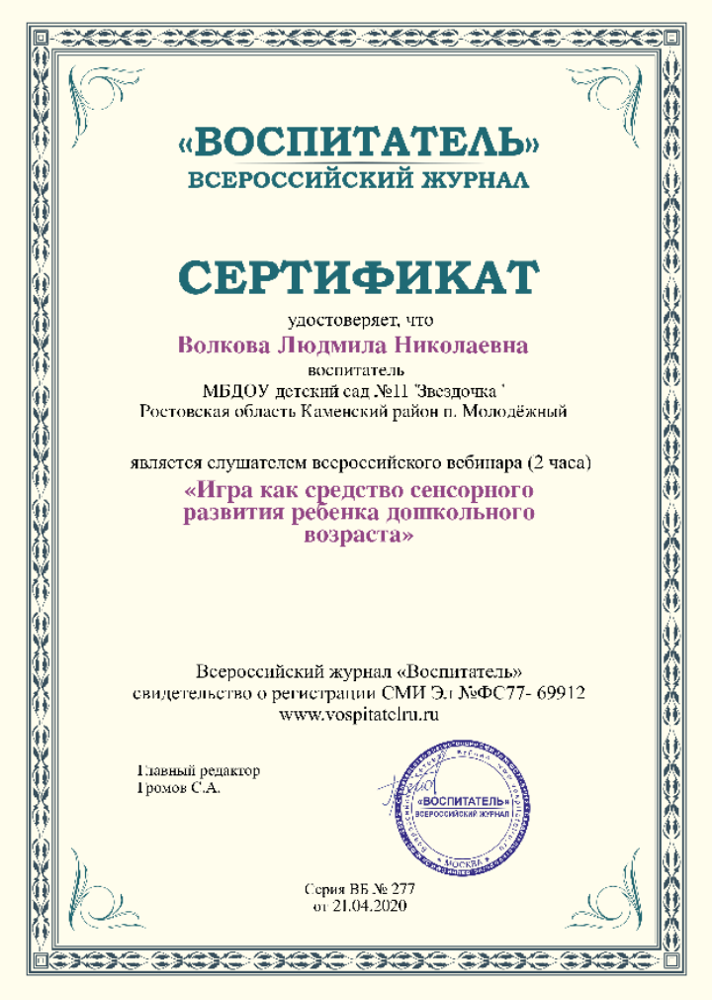 «ВОСПИТАТЕЛЬ»
ВСЕРОССИЙСКИЙ ЖУРНАЛ
СЕРТИФИКАТ
удостоверяет, что
Волкова Людмила Николаевна
воспитатель
МБДОУ детский сад №11 "Звездочка "
Ростовская область Каменский район п. Молодёжный
является слушателем всероссийского вебинара (2 часа)
«Игра как средство сенсорного
развития ребенка дошкольного
возраста»
Всероссийский журнал «Воспитатель»
свидетельство о регистрации СМИ Эл №ФС77- 69912
www.vospitatelru.ru
Главный редактор
Громов С.А.
«ВОСПИТАТЕЛЬ»
ВСЕРОССИЙСКИЙ ЖУРНАЛ
* МОСКВА *
Серия ВБ № 277
от 21.04.2020